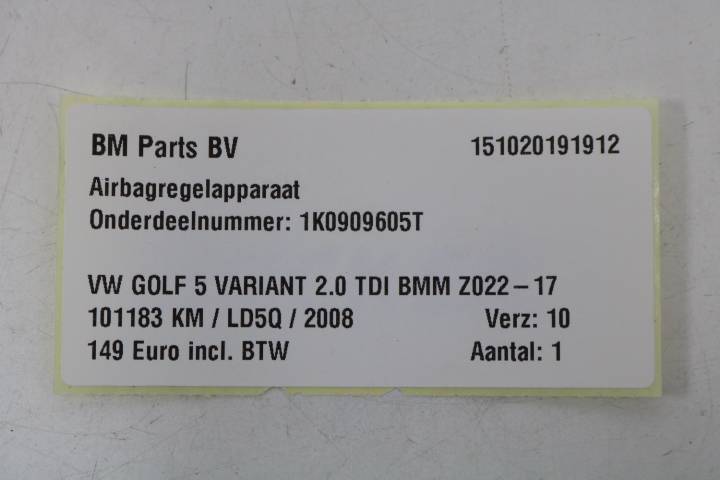 BM Parts BV 151020191912
Airbagregelapparaat
Onderdeelnummer: 1K0909605T
VW GOLF 5 VARIANT 2.0 TDI BMM Z022-17
101183 KM / LD5Q / 2008 Verz: 10
149 Euro incl. BTW Aantal: 1